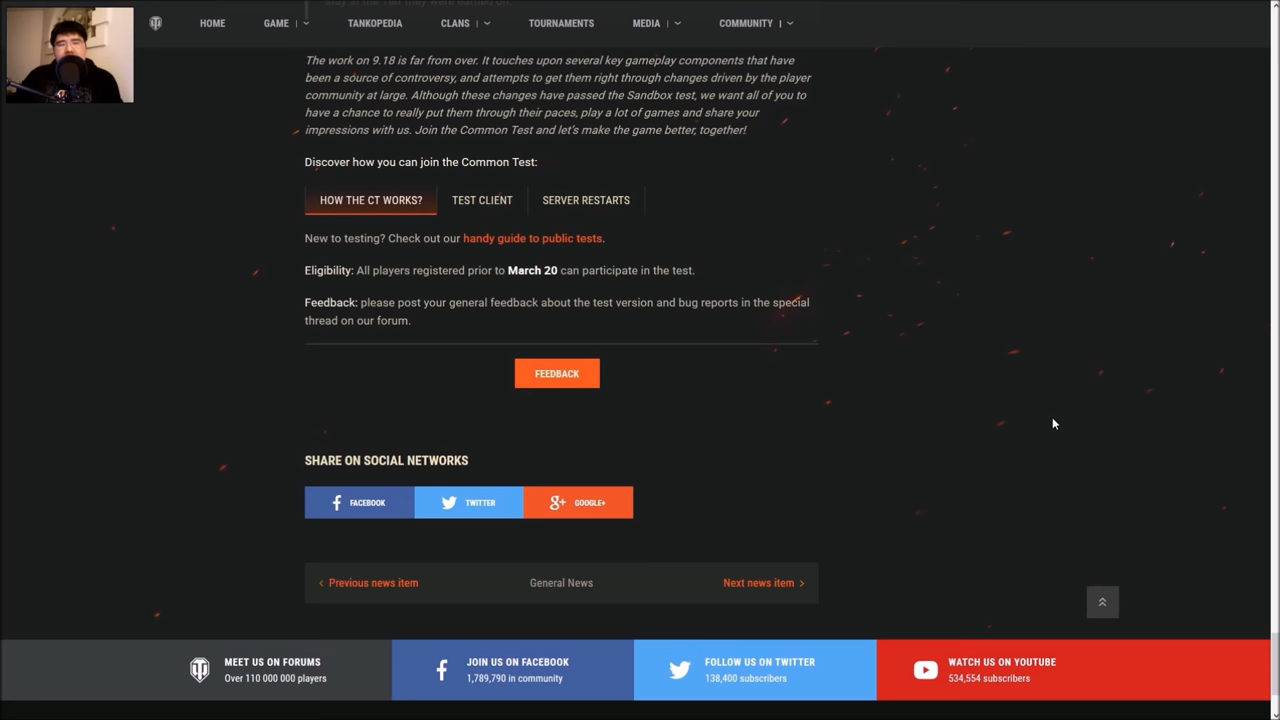 HOME GAME TANKOPEDIA CLANS TOURNAMENTS MEDIA COMMUNITY
The work on 9.18 is far from over. It touches upon several key gameplay components that have
been a source of controversy, and attempts to get them right through changes driven by the player
community at large. Although these changes have passed the Sandbox test, we want all of you to
have a chance to really put them through their paces, play a lot of games and share your
impressions with us. Join the Common Test and let's make the game better, together!
Discover how you can join the Common Test:
HOW THE CT WORKS? TEST CLIENT SERVER RESTARTS
New to testing? Check out our handy guide to public tests.
Eligibility: All players registered prior to March 20 can participate in the test.
Feedback: please post your general feedback about the test version and bug reports in the special
thread on our forum.
FEEDBACK
SHARE ON SOCIAL NETWORKS
FACEBOOK TWITTER GOOGLE+
Previous news item General News Next news item
MEET US ON FORUMS JOIN US ON FACEBOOK FOLLOW US ON TWITTER WATCH US ON YOUTUBE
Over 110 000 000 players 1,789,790 in community 138,400 subscribers 534,554 subscribers